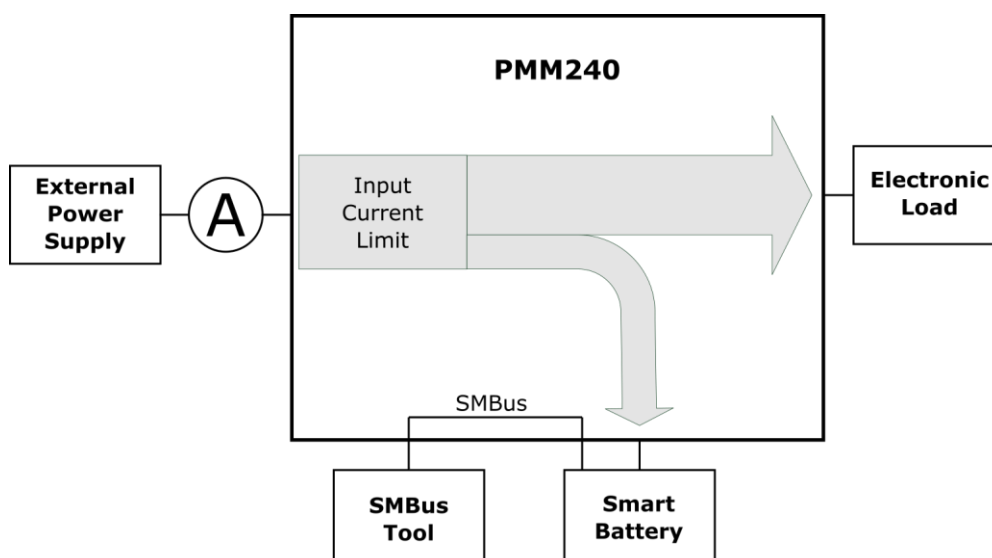 PMM240
External
Power
Supply
A
Input
Current
Limit
Electronic
Load
SMBus
SMBus
Tool
Smart
Battery